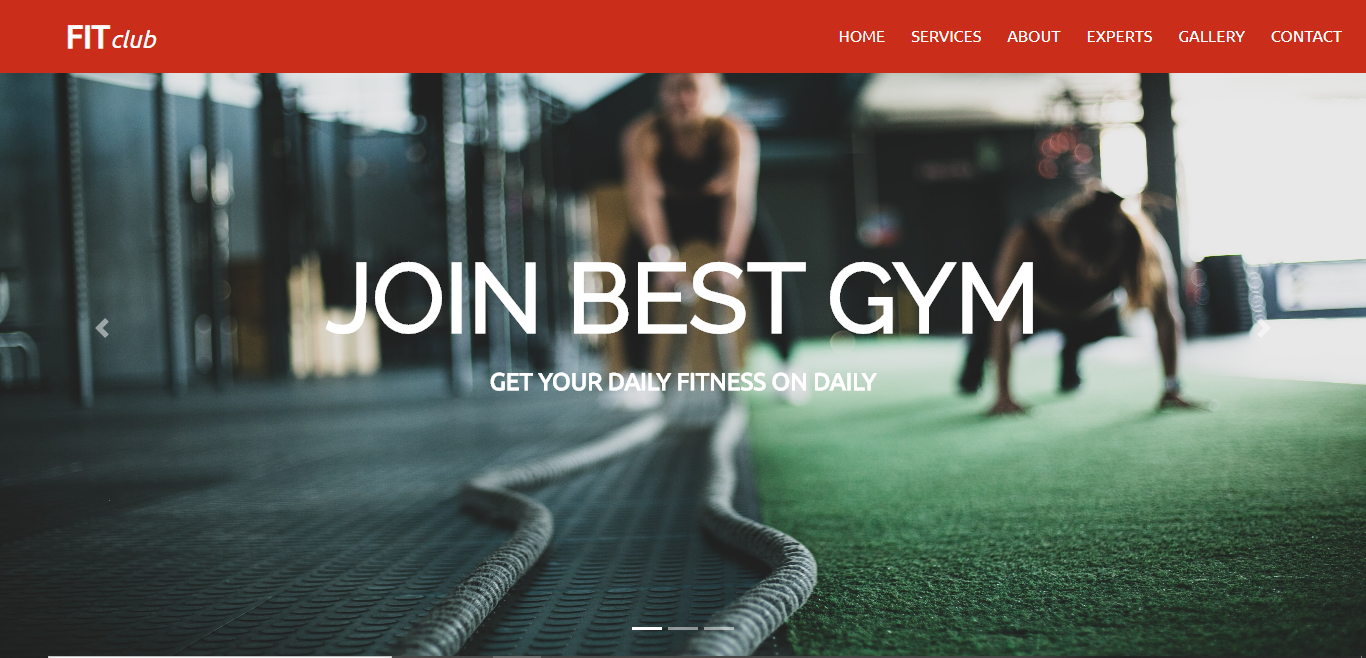 FIT club
HOME SERVICES ABOUT EXPERTS GALLERY CONTACT
JOIN BEST GYM
GET YOUR DAILY FITNESS ON DAILY